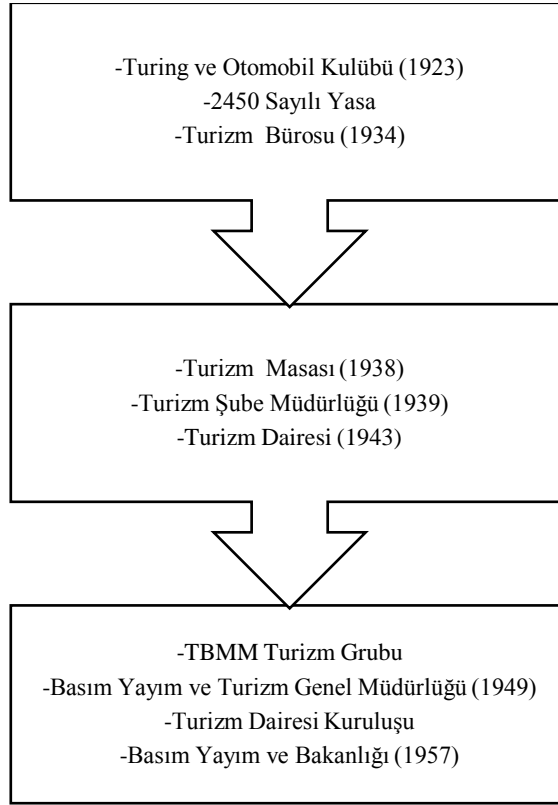 -Turing ve Otomobil Kulübü (1923)
-2450 Sayılı Yasa
-Turizm Bürosu (1934)
-Turizm Masası (1938)
-Turizm Şube Müdürlüğü (1939)
-Turizm Dairesi (1943)
-TBMM Turizm Grubu
-Basım Yayım ve Turizm Genel Müdürlüğü (1949)
-Turizm Dairesi Kuruluşu
-Basım Yayım ve Bakanlığı (1957)